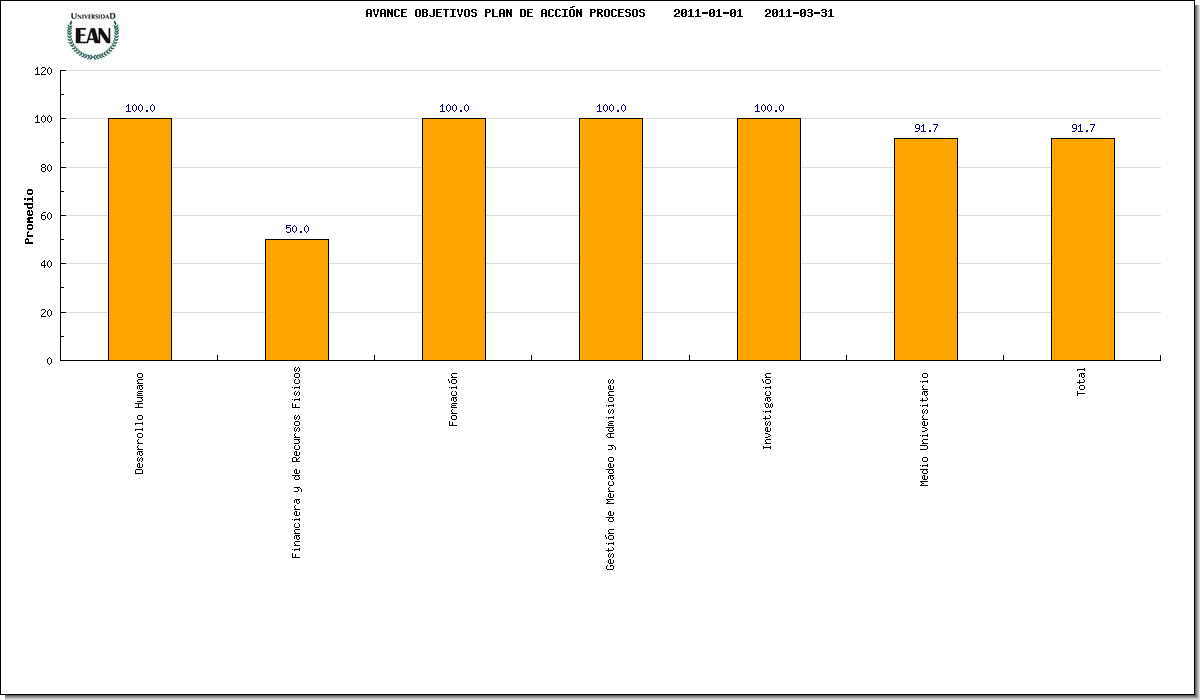 UNIVERSIDAD
EAN
AVANCE OBJETIVOS PLAN DE ACCIÓN PROCESOS 2011-01-01 2011-03-31
Promedio
120
100
80
60
40
20
0
100.0
50.0
100.0
100.0
100.0
91.7
91.7
Desarrollo Humano
Financiera y de Recursos Físicos
Formación
Gestión de Mercadeo y Admisiones
Investigación
Medio Universitario
Total